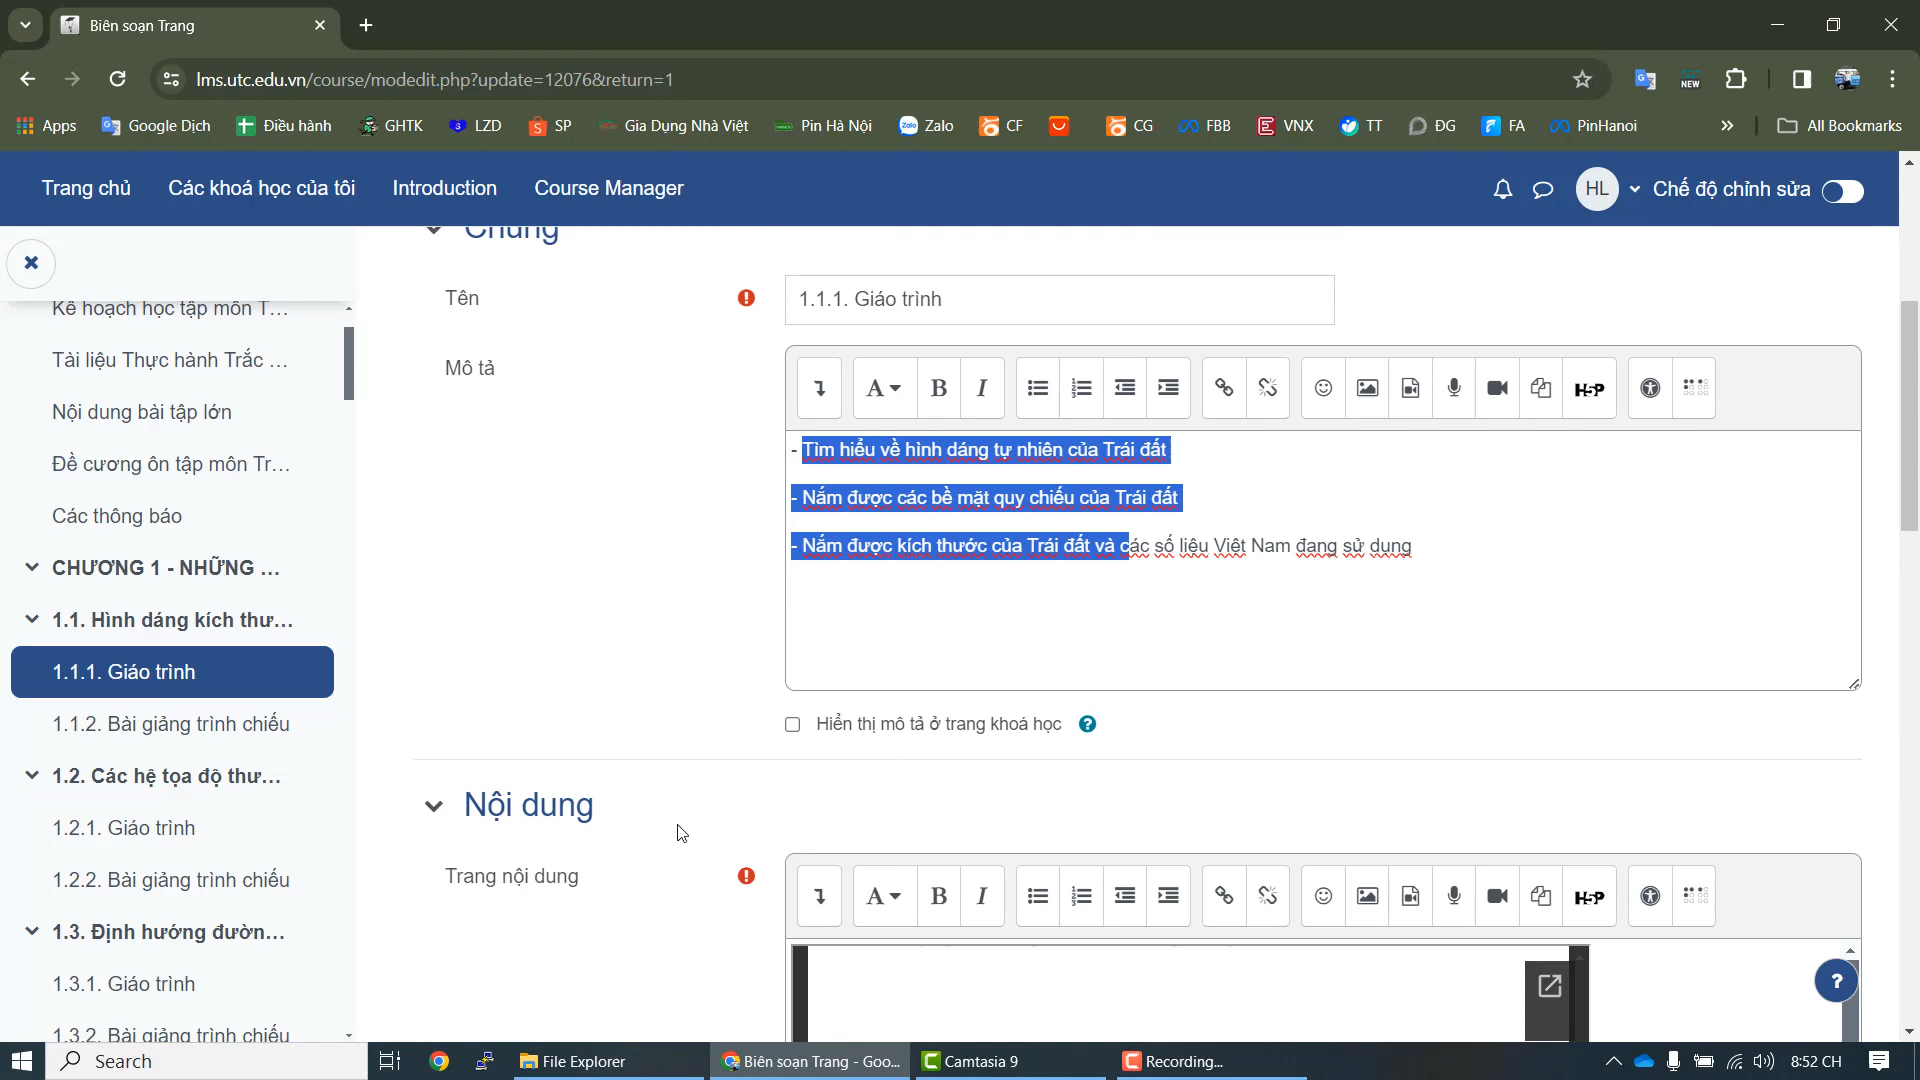 Biên soạn Trang
lms.utc.edu.vn/course/modedit.php?update=12076&return=1
NEW
Apps Google Dịch Điều hành GHTK LZD SP Gia Dụng Nhà Việt Pin Hà Nội Zalo CF CG FBB VNX TT ĐG FA PinHanoi » All Bookmarks
Trang chủ Các khoá học của tôi Introduction Course Manager HL Chế độ chỉnh sửa
Chung
Kế hoạch học tập môn T...
Tài liệu Thực hành Trắc ...
Nội dung bài tập lớn
Đề cương ôn tập môn Tr...
Các thông báo
CHƯƠNG 1 - NHỮNG ...
1.1. Hình dáng kích thư...
1.1.1. Giáo trình
1.1.2. Bài giảng trình chiếu
1.2. Các hệ tọa độ thư...
1.2.1. Giáo trình
1.2.2. Bài giảng trình chiếu
1.3. Định hướng đườn...
1.3.1. Giáo trình
1.3.2. Bài giảng trình chiếu
Tên
1.1.1. Giáo trình
Mô tả
A B I H5P
- Tìm hiểu về hình dáng tự nhiên của Trái đất
- Nắm được các bề mặt quy chiếu của Trái đất
- Nắm được kích thước của Trái đất và các số liệu Việt Nam đang sử dụng
Hiển thị mô tả ở trang khoá học
Nội dung
Trang nội dung
A B I H5P
Search File Explorer Biên soạn Trang - Goo... Camtasia 9 Recording... 8:52 CH